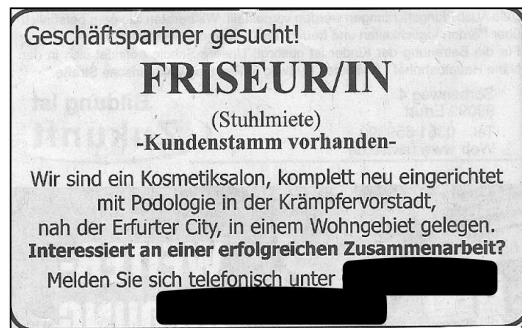 Geschäftspartner gesucht!
FRISEUR/IN
(Stuhlmiete)
-Kundenstamm vorhanden-
Wir sind ein Kosmetiksalon, komplett neu eingerichtet
mit Podologie in der Krämpfervorstadt,
nah der Erfurter City, in einem Wohngebiet gelegen.
Interessiert an einer erfolgreichen Zusammenarbeit?
Melden Sie sich telefonisch unter